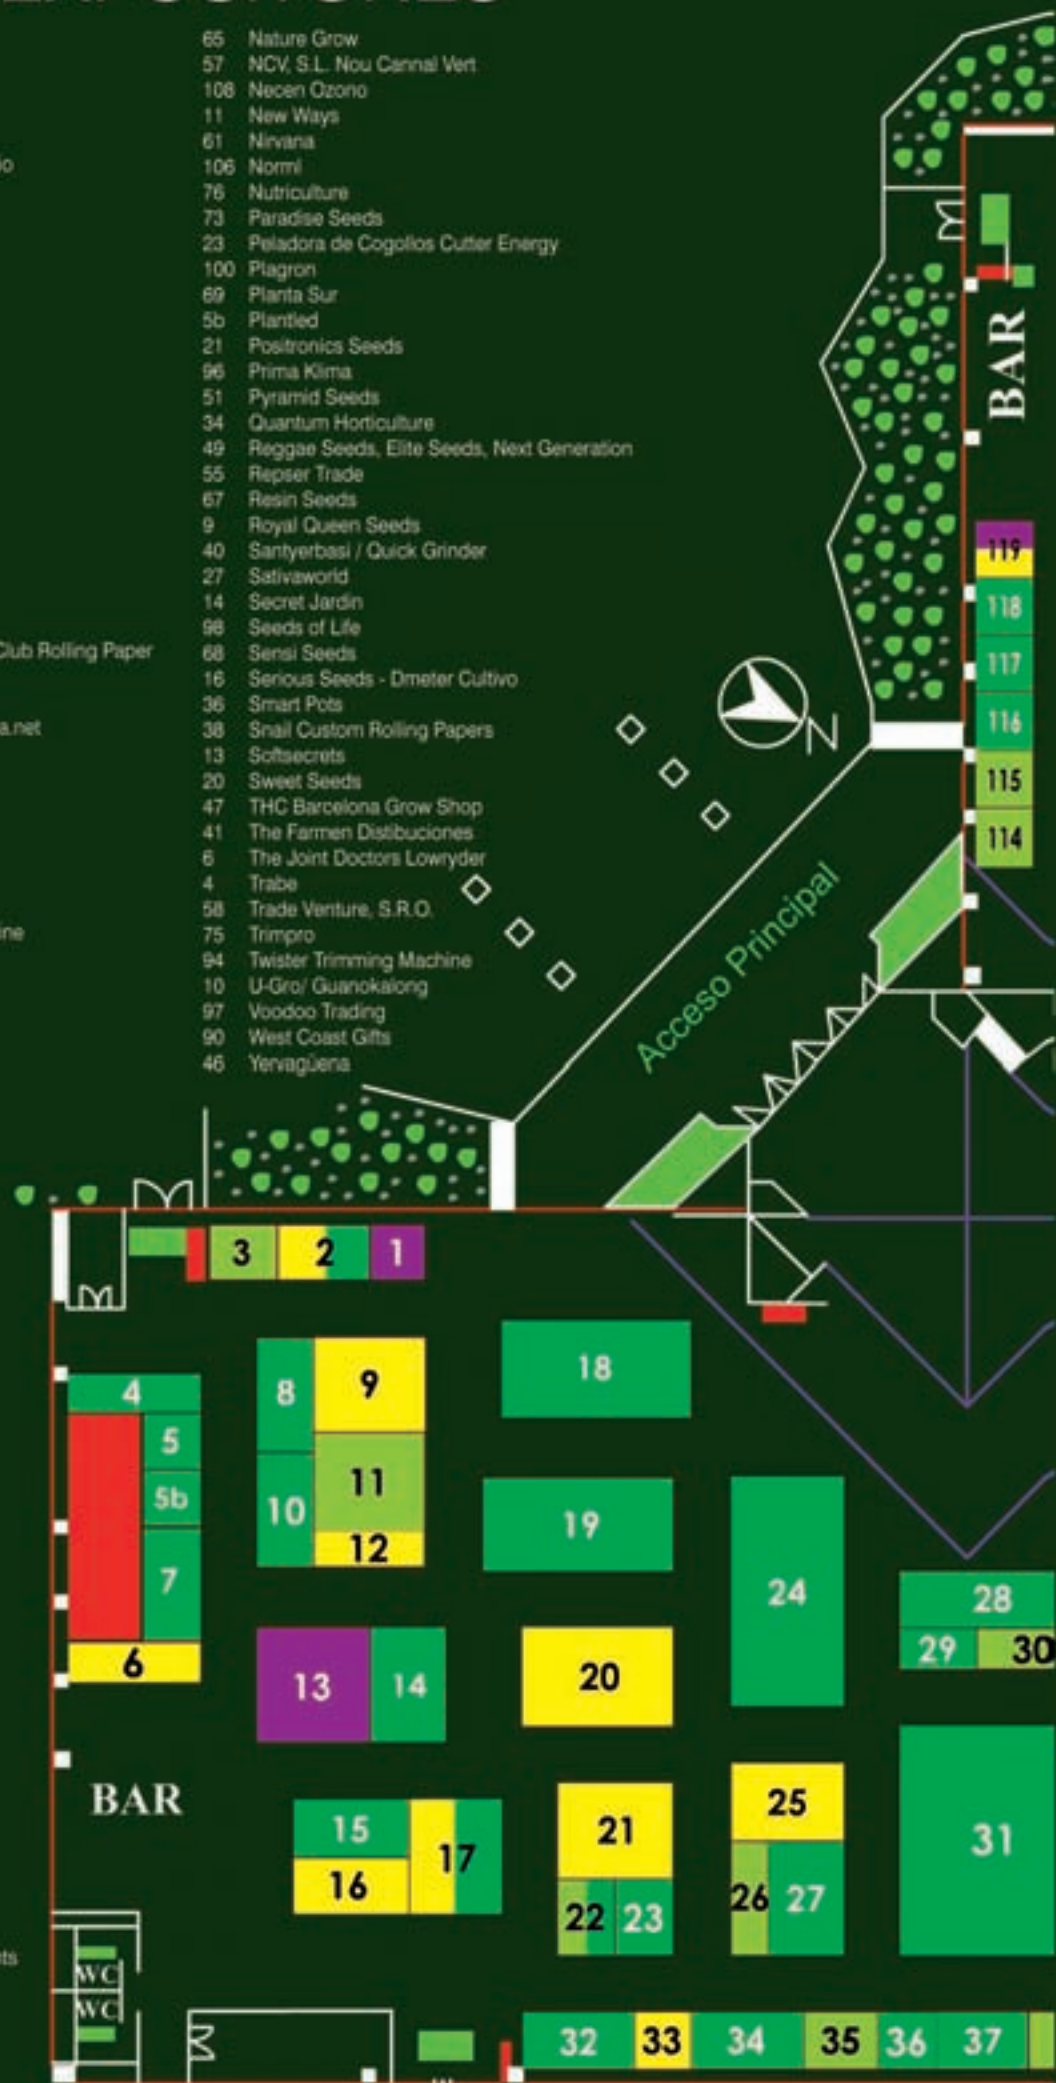 65 Nature Grow
57 NCV, S.L. Nou Cannal Vert
108 Necen Ozono
11 New Ways
61 Nirvana
106 Norml
76 Nutriculture
73 Paradise Seeds
23 Peladora de Cogollos Cutter Energy
100 Plagron
69 Planta Sur
5b Plantled
21 Positronics Seeds
96 Prima Klima
51 Pyramid Seeds
34 Quantum Horticulture
49 Reggae Seeds, Elite Seeds, Next Generation
55 Repser Trade
67 Resin Seeds
9 Royal Queen Seeds
40 Santyerbasi / Quick Grinder
27 Sativaworld
14 Secret Jardin
98 Seeds of Life
Club Rolling Paper
68 Sensi Seeds
16 Serious Seeds - Dmeter Cultivo
36 Smart Pots
a.net
38 Snail Custom Rolling Papers
13 Softsecrets
20 Sweet Seeds
47 THC Barcelona Grow Shop
41 The Farmen Distibuciones
6 The Joint Doctors Lowryder
4 Trabe
58 Trade Venture, S.R.O.
ine
75 Trimpro
94 Twister Trimming Machine
10 U-Gro/ Guanokalong
97 Voodoo Trading
90 West Coast Gifts
46 Yervagüena
BAR
119
118
117
116
115
114
N
Acceso Principal
3 2 1
4
5
5b
7
6
8 9
10 11
12
18
19
24
28
29 30
13 14
20
25
31
BAR
15
16
17
21
22 23
26 27
WC
WC
32 33 34 35 36 37